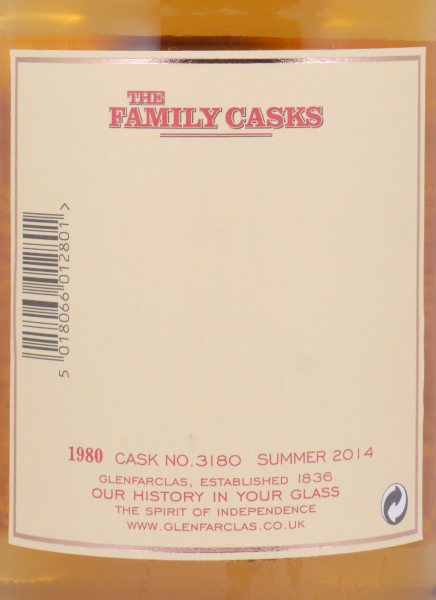 THE
FAMILY CASKS
5 018066 012801 >
1980 CASK NO.3180 SUMMER 2014
GLENFARCLAS, ESTABLISHED 1836
OUR HISTORY IN YOUR GLASS
THE SPIRIT OF INDEPENDENCE
WWW.GLENFARCLAS.CO.UK